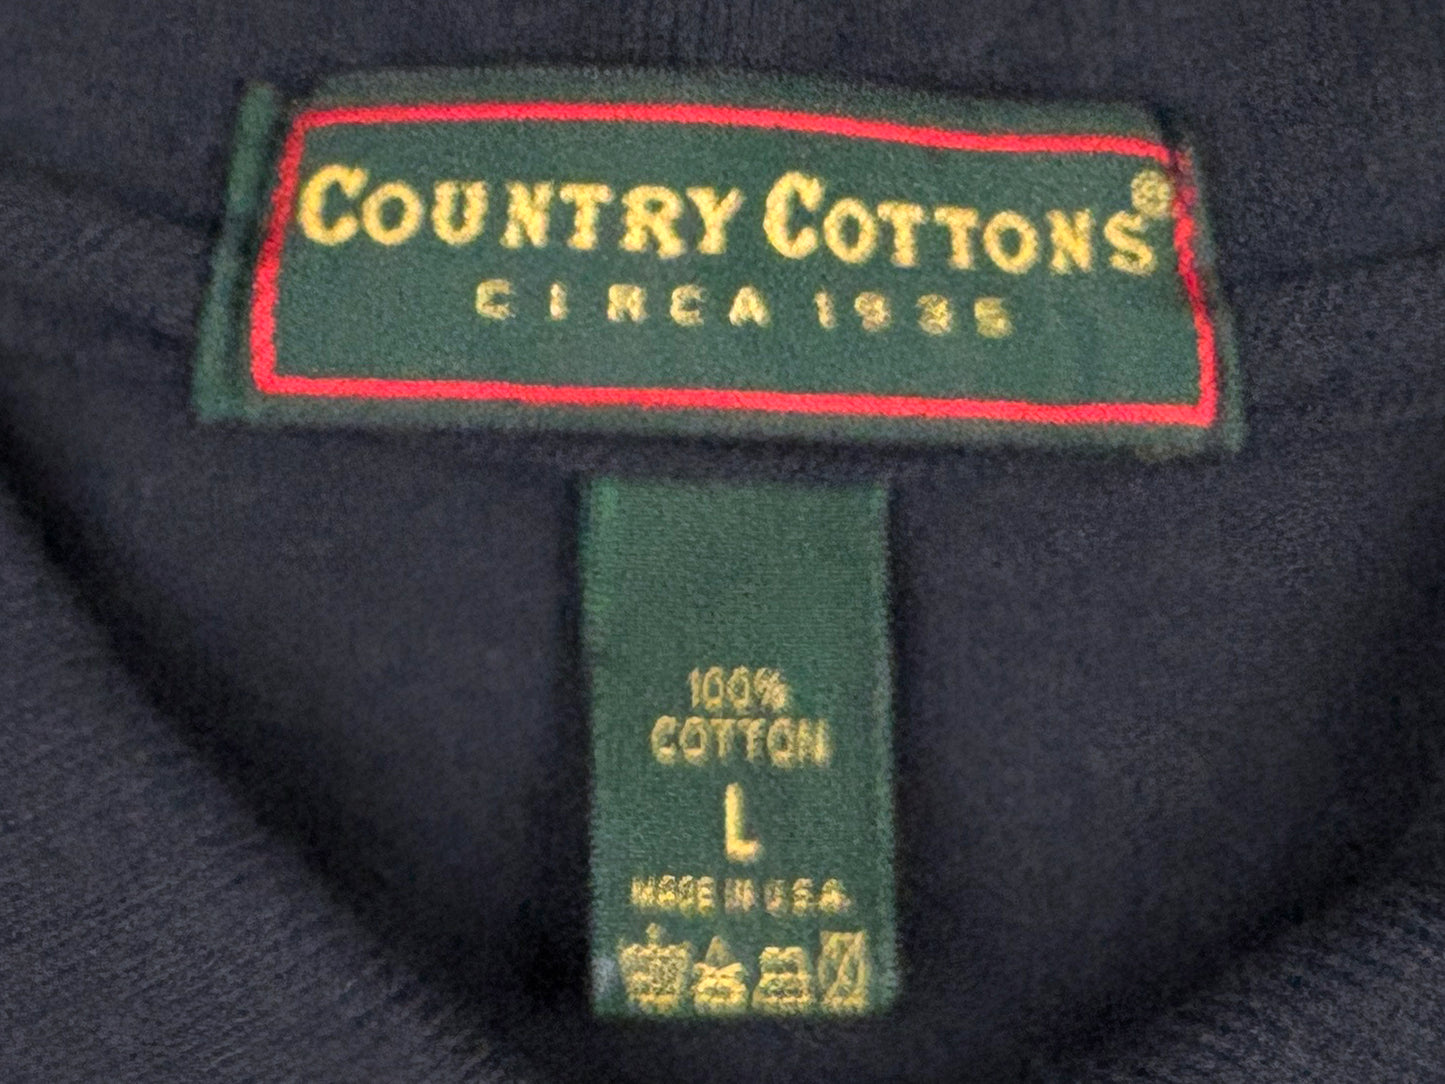 COUNTRY COTTONS®
CIRCA 1935
100%
COTTON
L
MADE IN U.S.A.